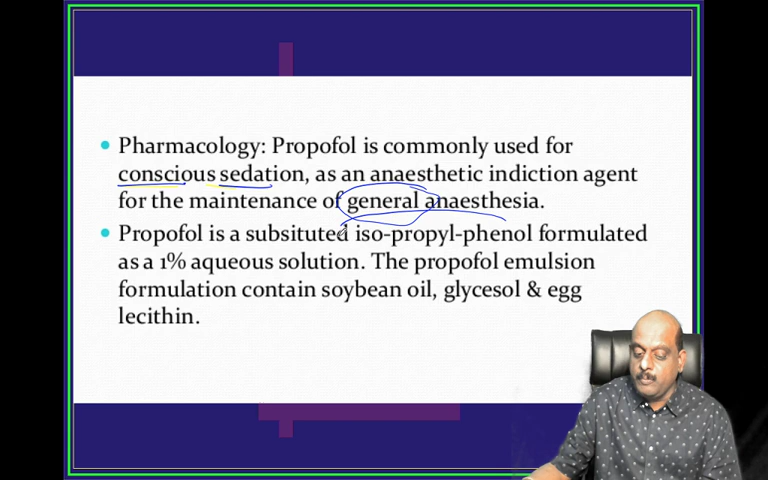 Pharmacology: Propofol is commonly used for
conscious sedation, as an anaesthetic indiction agent
for the maintenance of general anaesthesia.
Propofol is a subsituted iso-propyl-phenol formulated
as a 1% aqueous solution. The propofol emulsion
formulation contain soybean oil, glycesol & egg
lecithin.